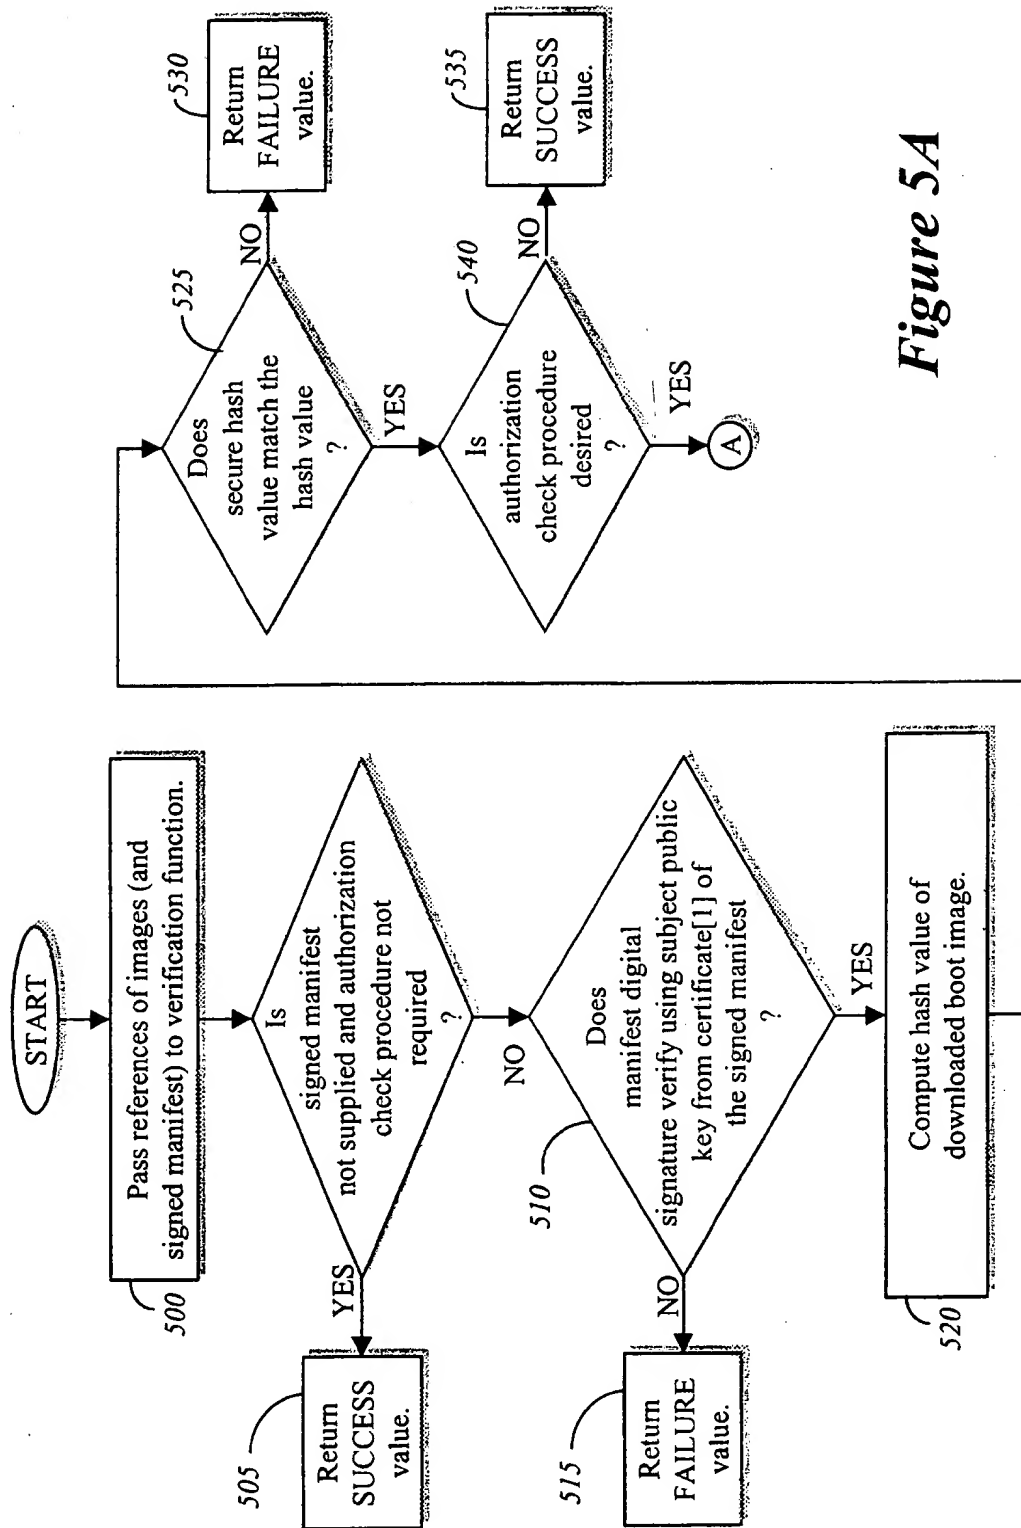 START
Pass references of images (and
signed manifest) to verification function.
500
Is
signed manifest
not supplied and authorization
check procedure not
required
?
YES
505
Return
SUCCESS
value.
NO
510
Does
manifest digital
signature verify using subject public
key from certificate[1] of
the signed manifest
?
NO
515
Return
FAILURE
value.
YES
Compute hash value of
downloaded boot image.
520
525
Does
secure hash
value match the
hash value
?
NO
530
Return
FAILURE
value.
YES
540
Is
authorization
check procedure
desired
?
NO
535
Return
SUCCESS
value.
YES
A
Figure 5A